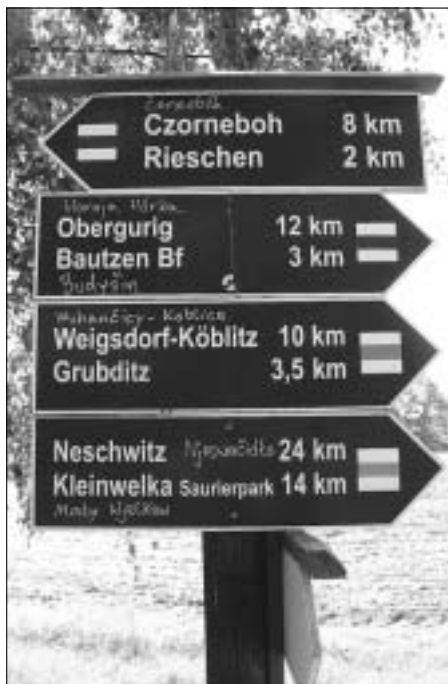 Czorneboh 8 km
Rieschen 2 km
Obergurig 12 km
Bautzen Bf 3 km
Budyšin
Weigsdorf-Köblitz 10 km
Grubditz 3,5 km
Neschwitz 24 km
Kleinwelka Saurierpark 14 km